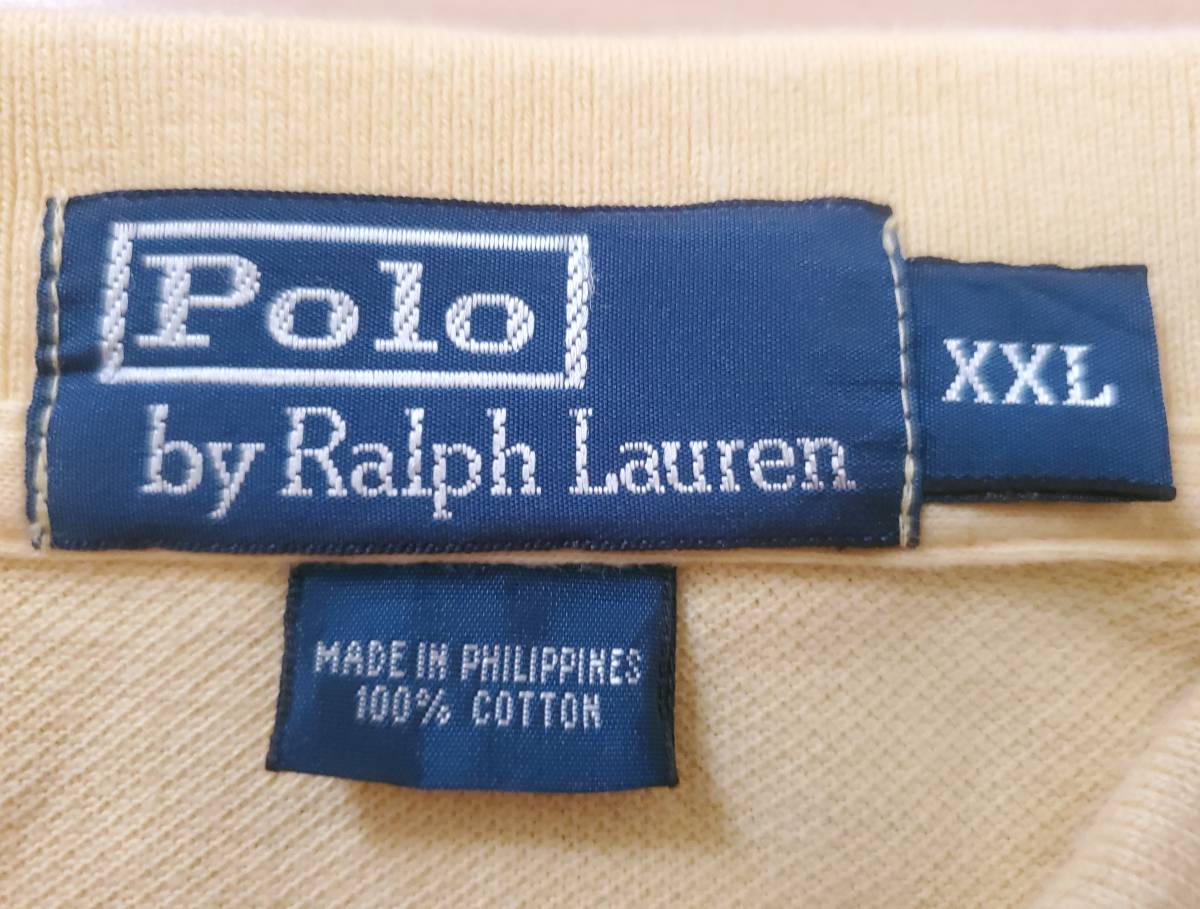 Polo
by Ralph Lauren
XXL
MADE IN PHILIPPINES
100% COTTON